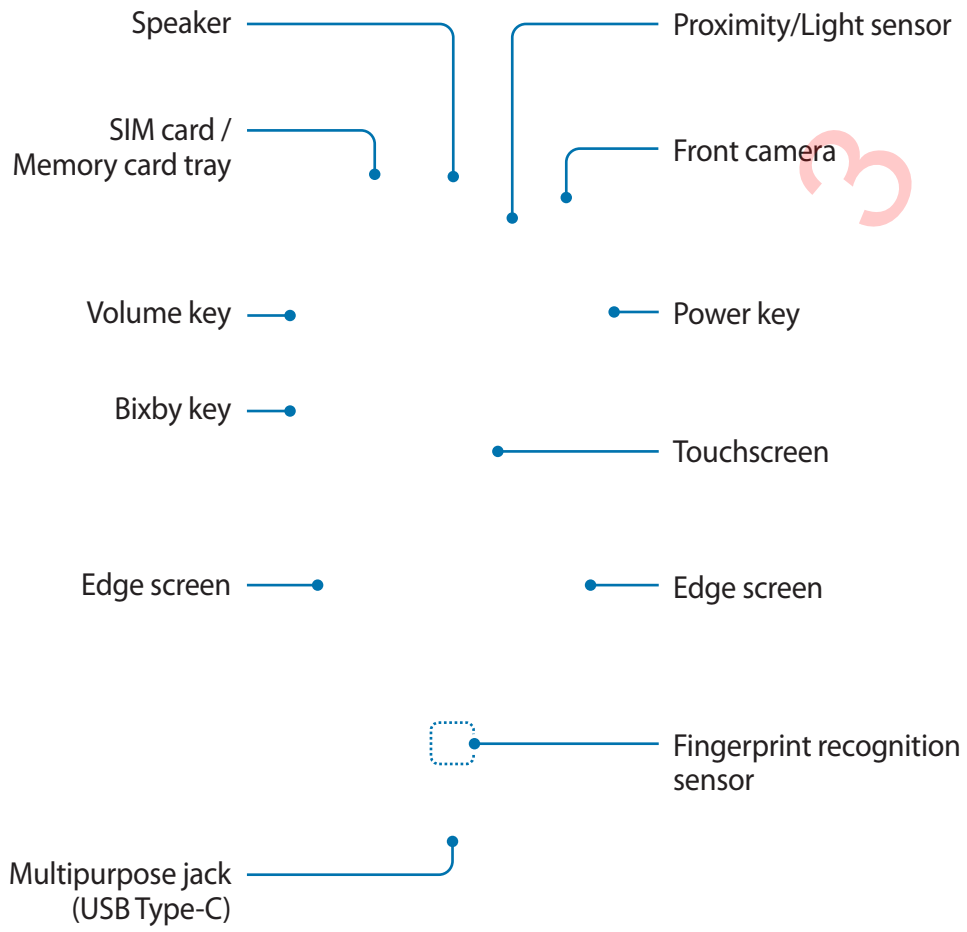 Speaker
Proximity/Light sensor
SIM card /
Memory card tray
Front camera
3
Volume key
Power key
Bixby key
Touchscreen
Edge screen
Edge screen
Fingerprint recognition
sensor
Multipurpose jack
(USB Type-C)